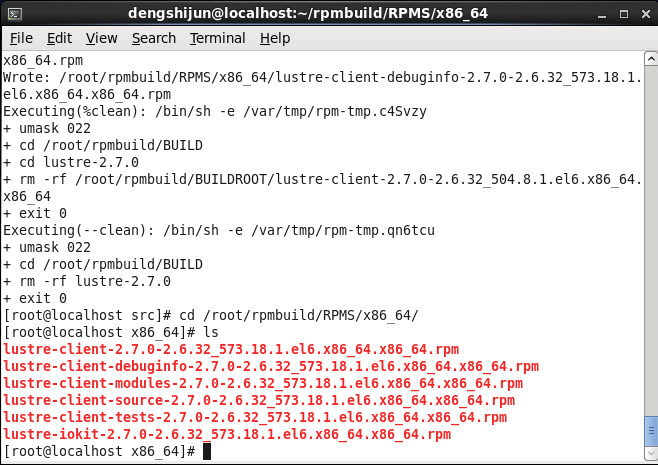 dengshijun@localhost:~/rpmbuild/RPMS/x86_64
File Edit View Search Terminal Help
x86_64.rpm
Wrote: /root/rpmbuild/RPMS/x86_64/lustre-client-debuginfo-2.7.0-2.6.32_573.18.1.
el6.x86_64.x86_64.rpm
Executing(%clean): /bin/sh -e /var/tmp/rpm-tmp.c4Svzy
+ umask 022
+ cd /root/rpmbuild/BUILD
+ cd lustre-2.7.0
+ rm -rf /root/rpmbuild/BUILDROOT/lustre-client-2.7.0-2.6.32_504.8.1.el6.x86_64.
x86_64
+ exit 0
Executing(--clean): /bin/sh -e /var/tmp/rpm-tmp.qn6tcu
+ umask 022
+ cd /root/rpmbuild/BUILD
+ rm -rf lustre-2.7.0
+ exit 0
[root@localhost src]# cd /root/rpmbuild/RPMS/x86_64/
[root@localhost x86_64]# ls
lustre-client-2.7.0-2.6.32_573.18.1.el6.x86_64.x86_64.rpm
lustre-client-debuginfo-2.7.0-2.6.32_573.18.1.el6.x86_64.x86_64.rpm
lustre-client-modules-2.7.0-2.6.32_573.18.1.el6.x86_64.x86_64.rpm
lustre-client-source-2.7.0-2.6.32_573.18.1.el6.x86_64.x86_64.rpm
lustre-client-tests-2.7.0-2.6.32_573.18.1.el6.x86_64.x86_64.rpm
lustre-iokit-2.7.0-2.6.32_573.18.1.el6.x86_64.x86_64.rpm
[root@localhost x86_64]#